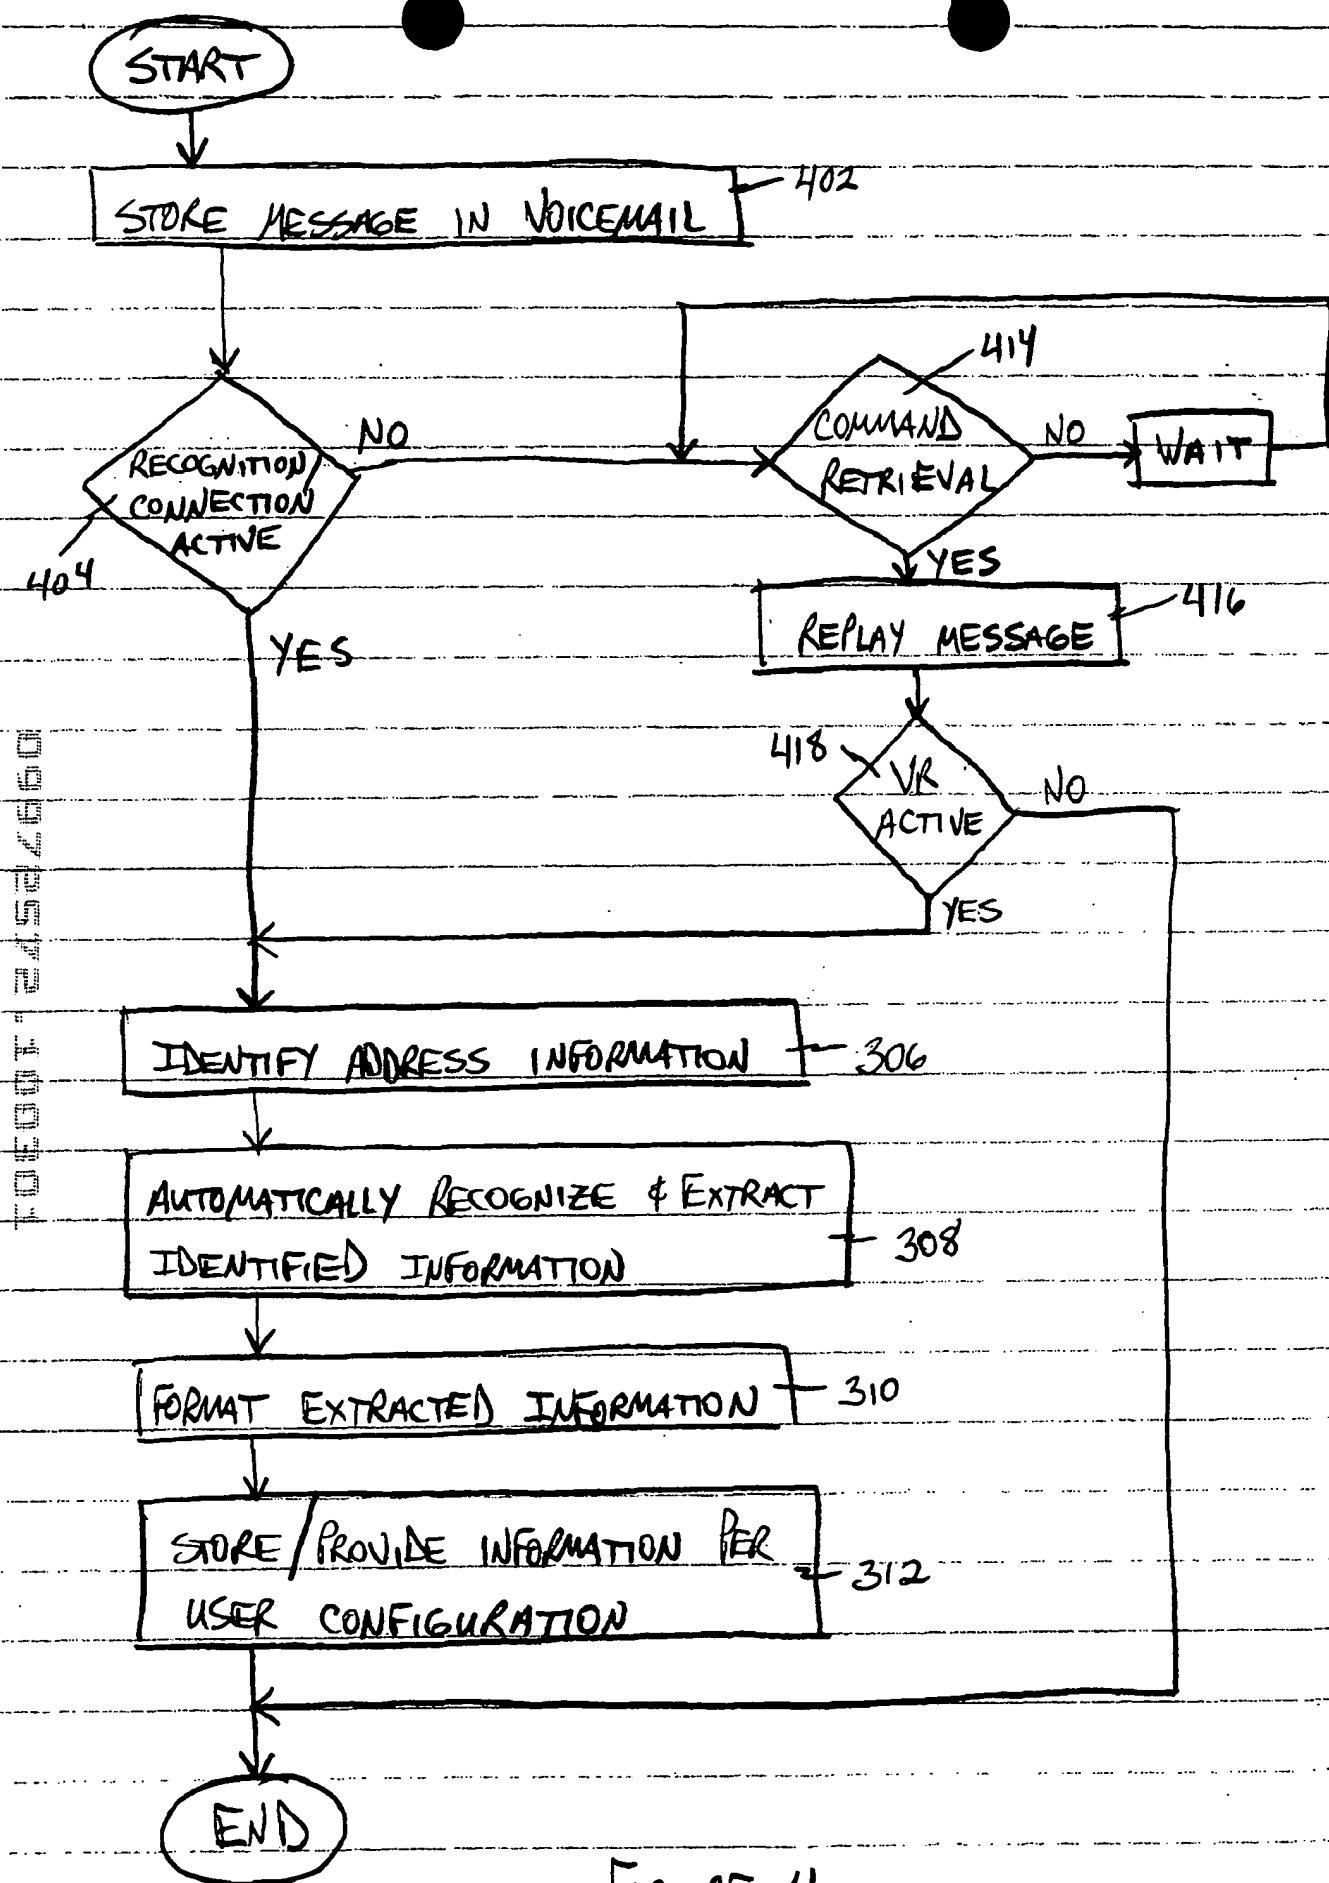 START
402
STORE MESSAGE IN VOICEMAIL
414
NO
COMMAND
RETRIEVAL
NO
WAIT
RECOGNITION
CONNECTION
ACTIVE
404
YES
YES
416
REPLAY MESSAGE
418
VR
ACTIVE
NO
YES
IDENTIFY ADDRESS INFORMATION
306
AUTOMATICALLY RECOGNIZE & EXTRACT
IDENTIFIED INFORMATION
308
FORMAT EXTRACTED INFORMATION
310
STORE/PROVIDE INFORMATION PER
USER CONFIGURATION
312
END